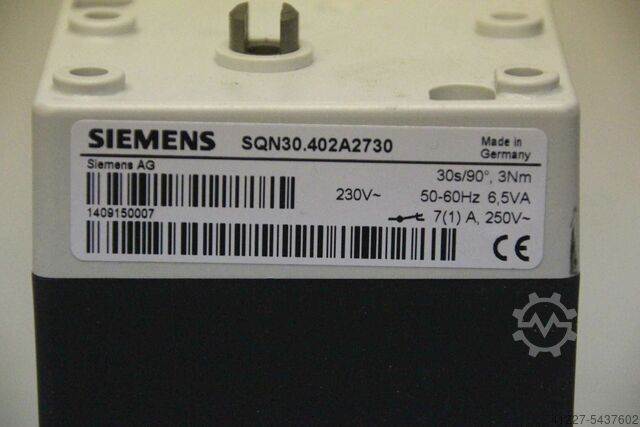 SIEMENS SQN30.402A2730 Made in Germany
Siemens AG
30s/90°, 3Nm
230V~ 50-60Hz 6,5VA
1409150007
7(1) A, 250V~
CE
41227-5437602